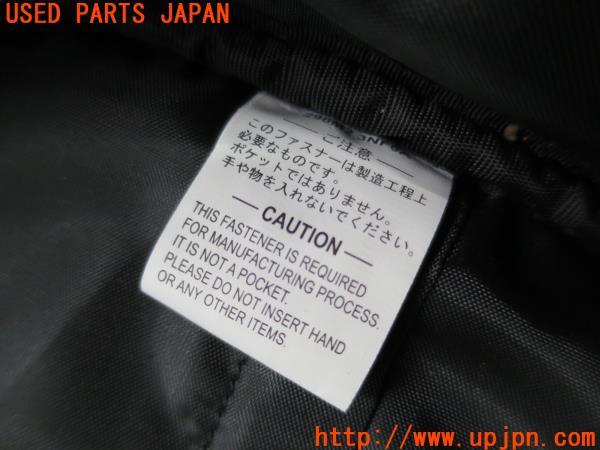 USED PARTS JAPAN
ご注意
このファスナーは製造工程上
必要なものです。
ポケットではありません。
手や物を入れないでください。
CAUTION
THIS FASTENER IS REQUIRED
FOR MANUFACTURING PROCESS.
IT IS NOT A POCKET.
PLEASE DO NOT INSERT HAND
OR ANY OTHER ITEMS.
http://www.upjpn.com